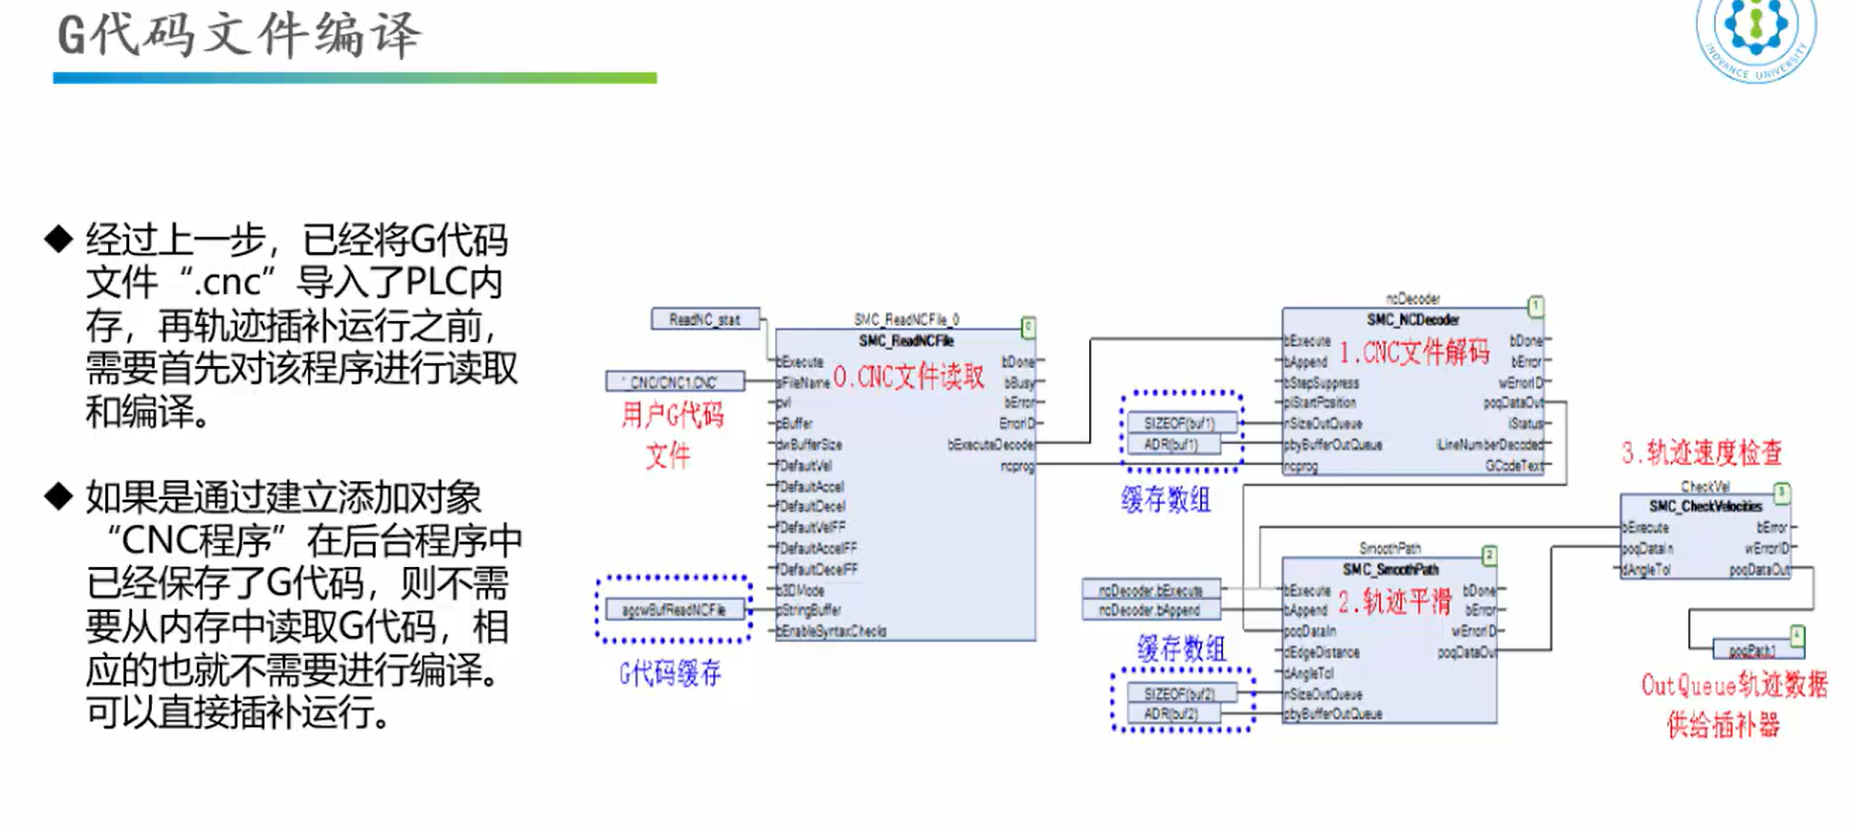 G代码文件编译
INOVANCE UNIVERSITY
◆ 经过上一步，已经将G代码
文件“.cnc”导入了PLC内
存，再轨迹插补运行之前，
需要首先对该程序进行读取
和编译。
◆ 如果是通过建立添加对象
“CNC程序”在后台程序中
已经保存了G代码，则不需
要从内存中读取G代码，相
应的也就不需要进行编译。
可以直接插补运行。
ReadNC_start
'_CNC/CNC1.CNC'
用户G代码
文件
agcwBufReadNCFile
G代码缓存
SMC_ReadNCFile_0
0
SMC_ReadNCFile
0.CNC文件读取
bExecute
sFileName
pvl
pBuffer
dwBufferSize
fDefaultVel
fDefaultAccel
fDefaultDecel
fDefaultVelFF
fDefaultAccelFF
fDefaultDecelFF
b3DMode
pStringBuffer
bEnableSyntaxChecks
bDone
bBusy
bError
ErrorID
bExecuteDecode
ncprog
ncDecoder
1
SMC_NCDecoder
1.CNC文件解码
bExecute
bAppend
bStepSuppress
piStartPosition
nSizeOutQueue
pbyBufferOutQueue
ncprog
bDone
bError
wErrorID
poqDataOut
iStatus
iLineNumberDecoded
GCodeText
SIZEOF(buf1)
ADR(buf1)
缓存数组
SmoothPath
2
SMC_SmoothPath
2.轨迹平滑
ncDecoder.bExecute
ncDecoder.bAppend
缓存数组
SIZEOF(buf2)
ADR(buf2)
bExecute
bAppend
poqDataIn
dEdgeDistance
dAngleTol
nSizeOutQueue
pbyBufferOutQueue
bDone
bError
wErrorID
poqDataOu
3.轨迹速度检查
CheckVel
3
SMC_CheckVelocities
bExecute
poqDataIn
dAngleTol
bError
wErrorID
poqDataOut
4
poqPath1
OutQueue轨迹数据
供给插补器